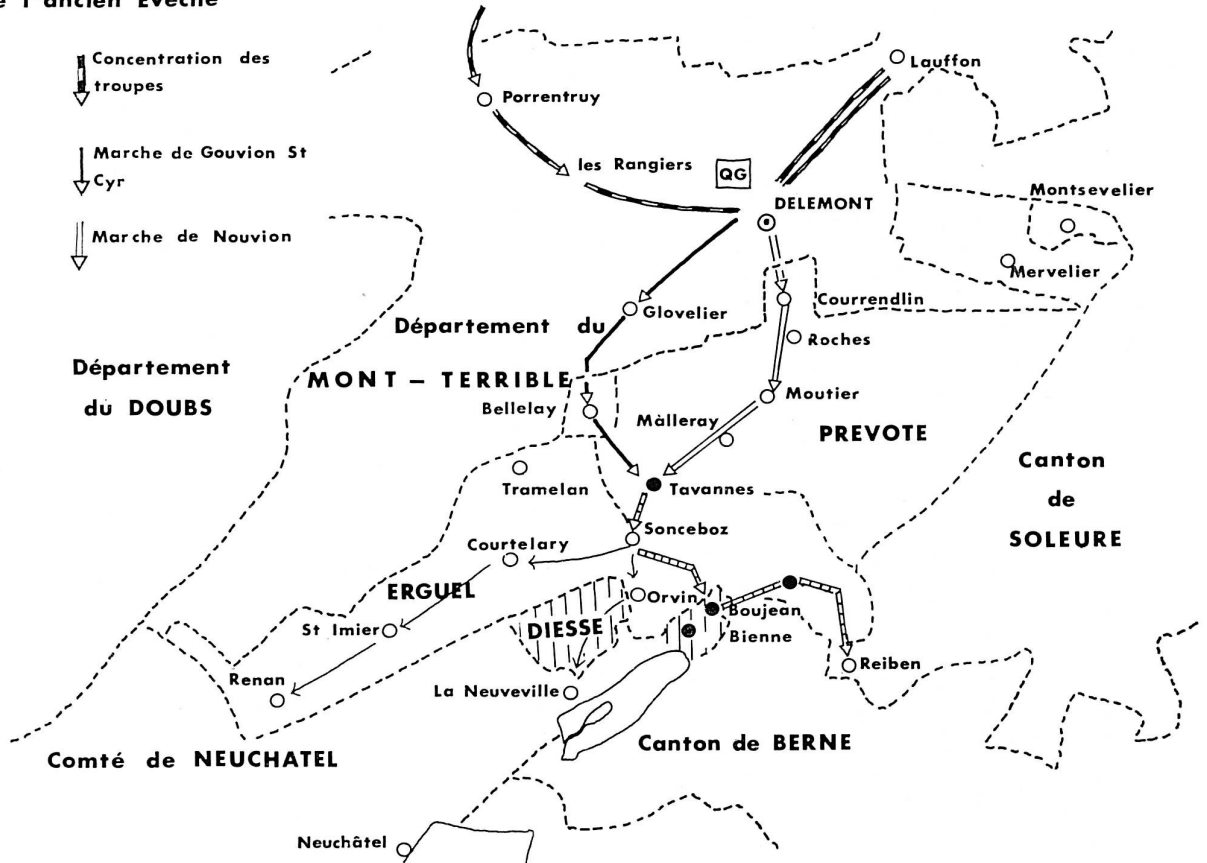 l'ancien Evêché
Concentration des
troupes
Marche de Gouvion St
Cyr
Marche de Nouvion
Lauffon
Porrentruy
les Rangiers
QG
DELEMONT
Montsevelier
Mervelier
Courrendlin
Glovelier
Roches
Département du
MONT – TERRIBLE
Département
du DOUBS
Bellelay
Moutier
Màlleray
PREVOTE
Canton
de
SOLEURE
Tramelan
Tavannes
Sonceboz
Courtelary
ERGUEL
Orvin
Boujean
DIESSE
Bienne
St Imier
Reiben
Renan
La Neuveville
Canton de BERNE
Comté de NEUCHATEL
Neuchâtel